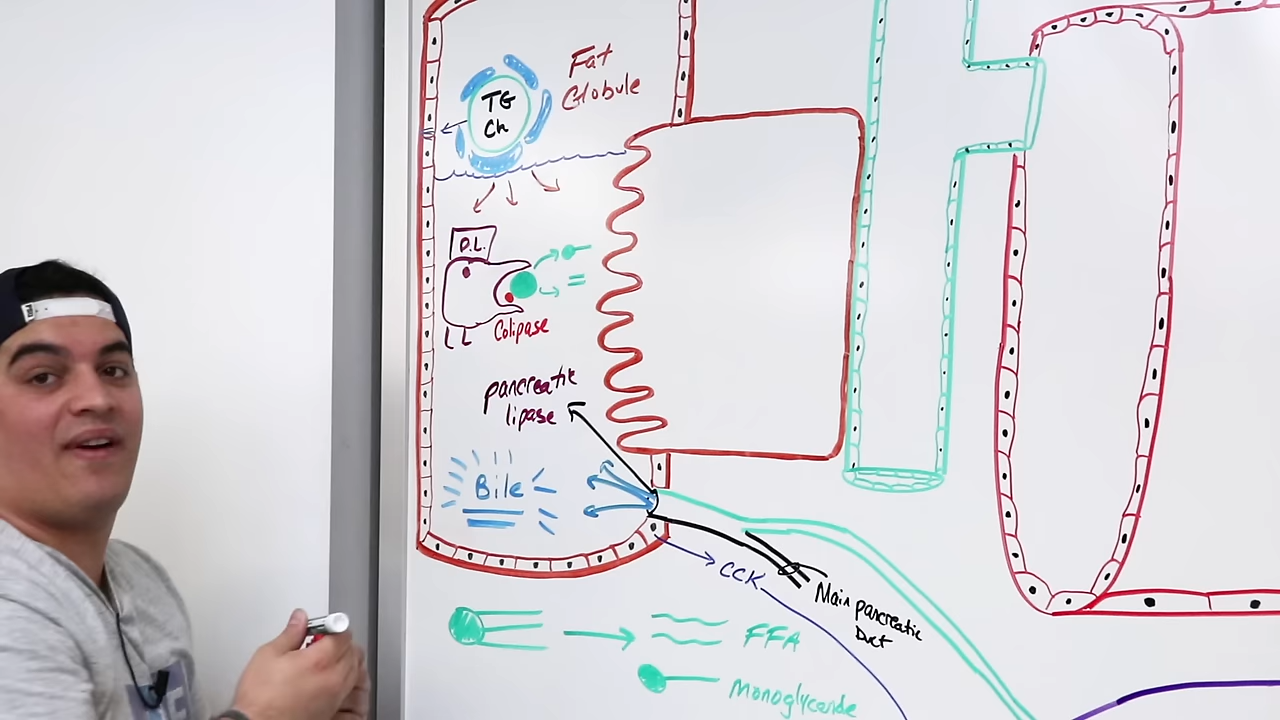 Fat
Globule
TG
Ch
P.L.
Colipase
pancreatic
lipase
Bile
CCK
Main pancreatic
Duct
FFA
Monoglyceride